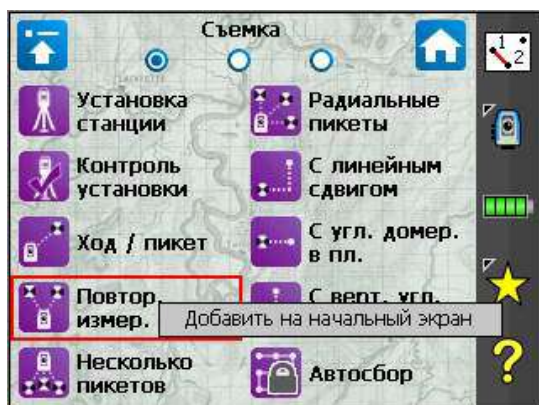 Съемка
Установка
станции
Радиальные
пикеты
Контроль
установки
С линейным
сдвигом
Ход / пикет
С угл. домер.
в пл.
Повтор.
измер.
С верт. угл.
Добавить на начальный экран
Несколько
пикетов
Автосбор
1
2
?